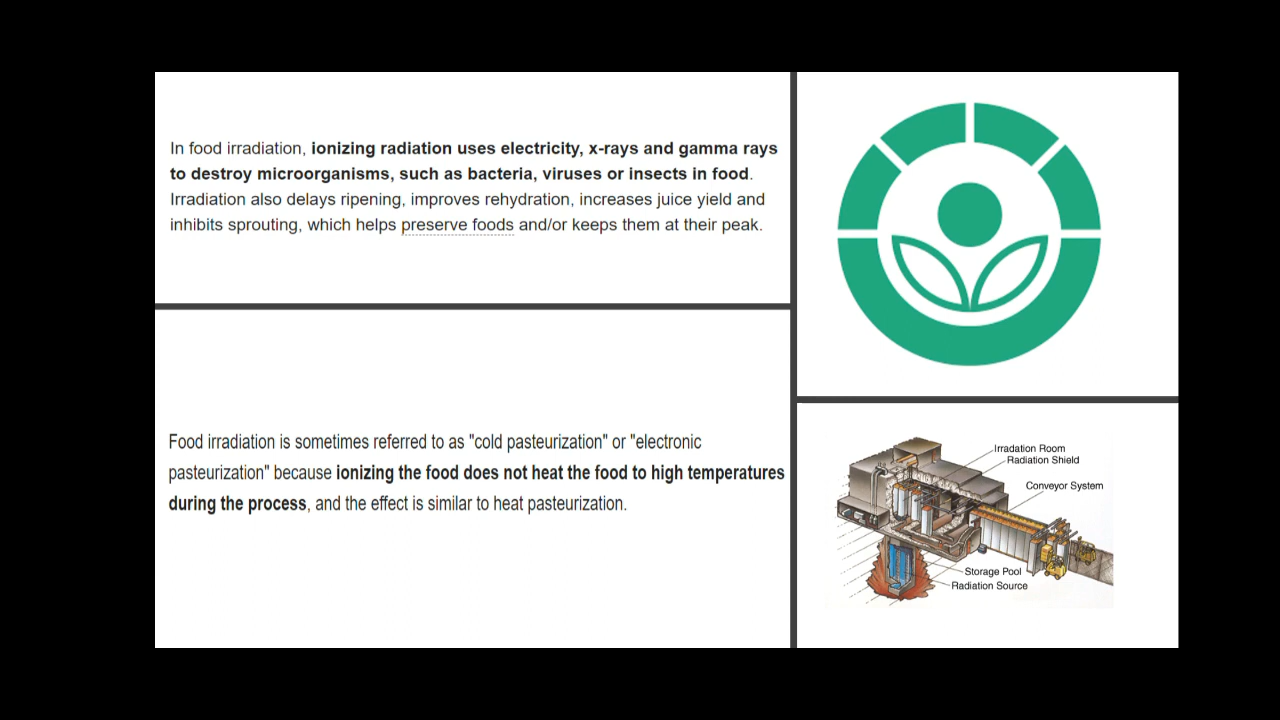 In food irradiation, ionizing radiation uses electricity, x-rays and gamma rays
to destroy microorganisms, such as bacteria, viruses or insects in food.
Irradiation also delays ripening, improves rehydration, increases juice yield and
inhibits sprouting, which helps preserve foods and/or keeps them at their peak.
Food irradiation is sometimes referred to as "cold pasteurization" or "electronic
pasteurization" because ionizing the food does not heat the food to high temperatures
during the process, and the effect is similar to heat pasteurization.
Irradation Room
Radiation Shield
Conveyor System
Storage Pool
Radiation Source